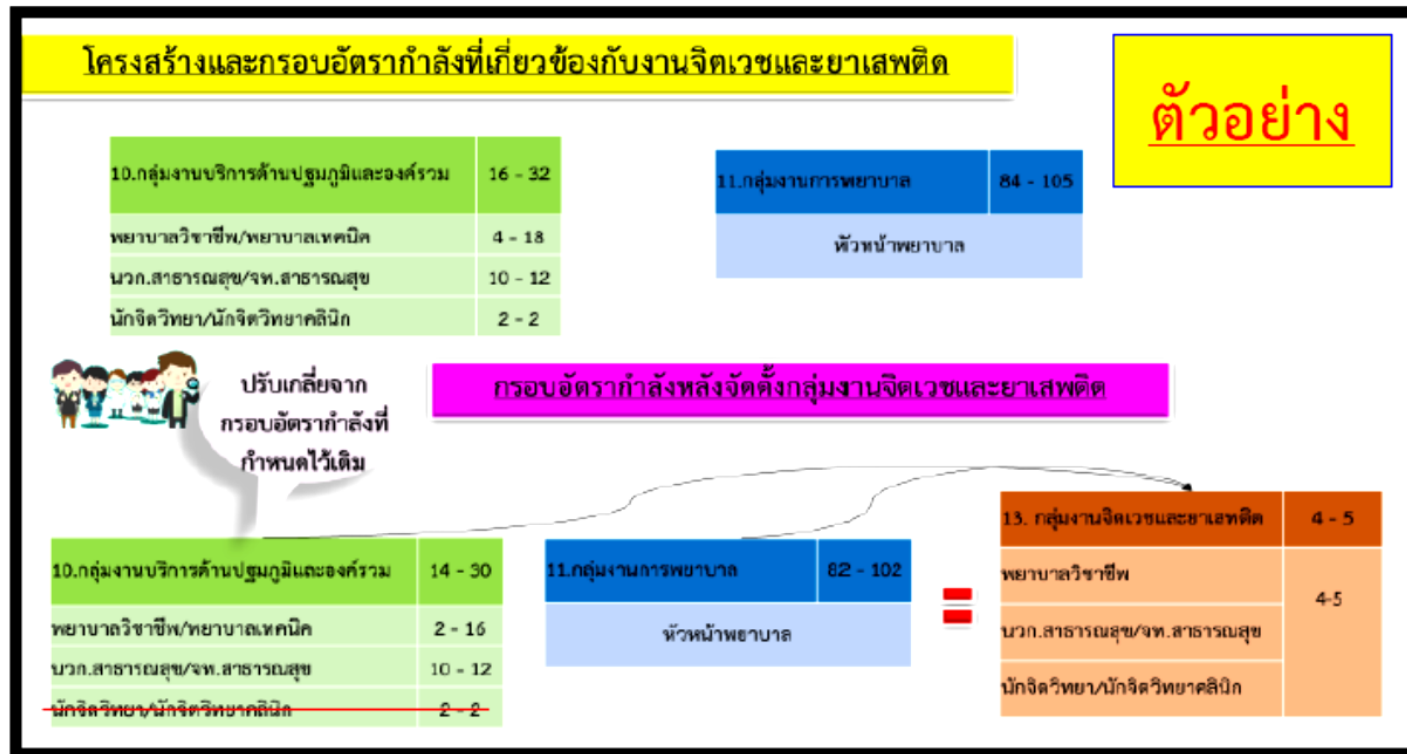 โครงสร้างและกรอบอัตรากำลังที่เกี่ยวข้องกับงานจิตเวชและยาเสพติด
ตัวอย่าง
10.กลุ่มงานบริการด้านปฐมภูมิและองค์รวม 16 - 32
พยาบาลวิชาชีพ/พยาบาลเทคนิค 4 - 18
นวก.สาธารณสุข/จพ.สาธารณสุข 10 - 12
นักจิตวิทยา/นักจิตวิทยาคลินิก 2 - 2
11.กลุ่มงานการพยาบาล 84 - 105
หัวหน้าพยาบาล
ปรับเกลี่ยจาก
กรอบอัตรากำลังที่
กำหนดไว้เดิม
กรอบอัตรากำลังหลังจัดตั้งกลุ่มงานจิตเวชและยาเสพติด
10.กลุ่มงานบริการด้านปฐมภูมิและองค์รวม 14 - 30
พยาบาลวิชาชีพ/พยาบาลเทคนิค 2 - 16
นวก.สาธารณสุข/จพ.สาธารณสุข 10 - 12
นักจิตวิทยา/นักจิตวิทยาคลินิก 2 - 2
11.กลุ่มงานการพยาบาล 82 - 102
หัวหน้าพยาบาล
=
13. กลุ่มงานจิตเวชและยาเสพติด 4 - 5
พยาบาลวิชาชีพ
4-5
นวก.สาธารณสุข/จพ.สาธารณสุข
นักจิตวิทยา/นักจิตวิทยาคลินิก